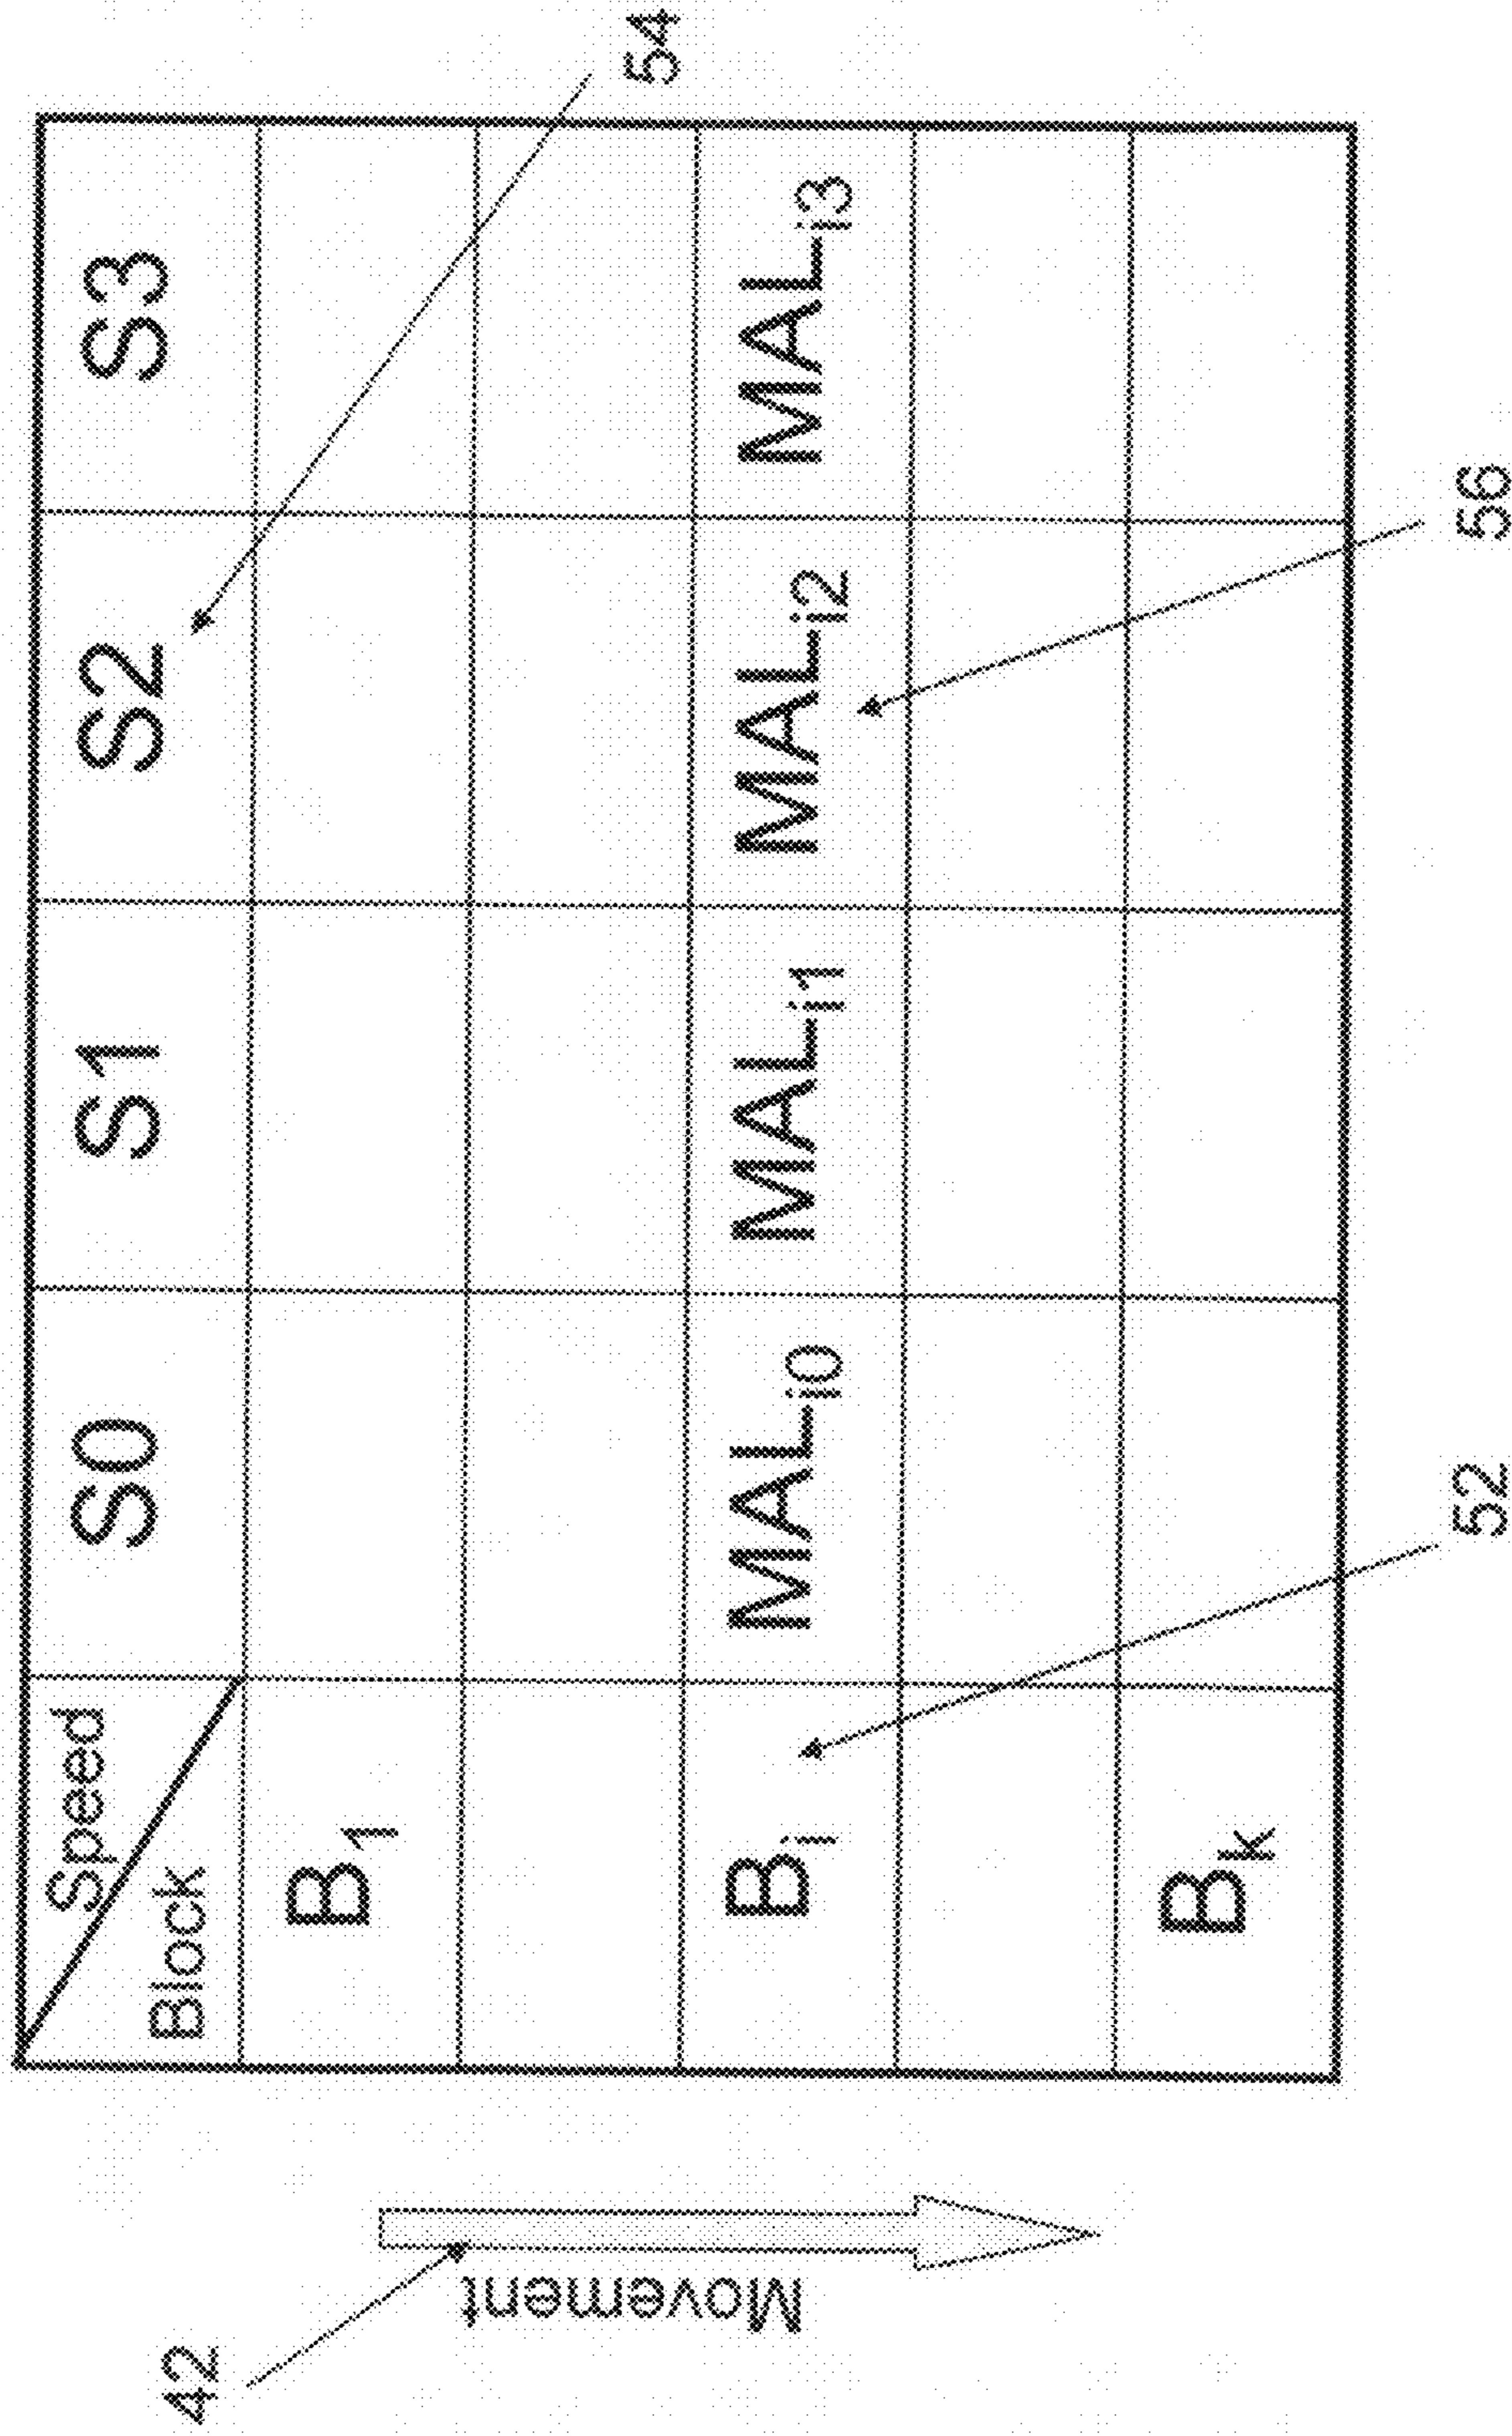 54
Speed S0 S1 S2 S3
Block
B1
Bi MALi0 MALi1 MALi2 MALi3
Bk
42
Movement
52
56